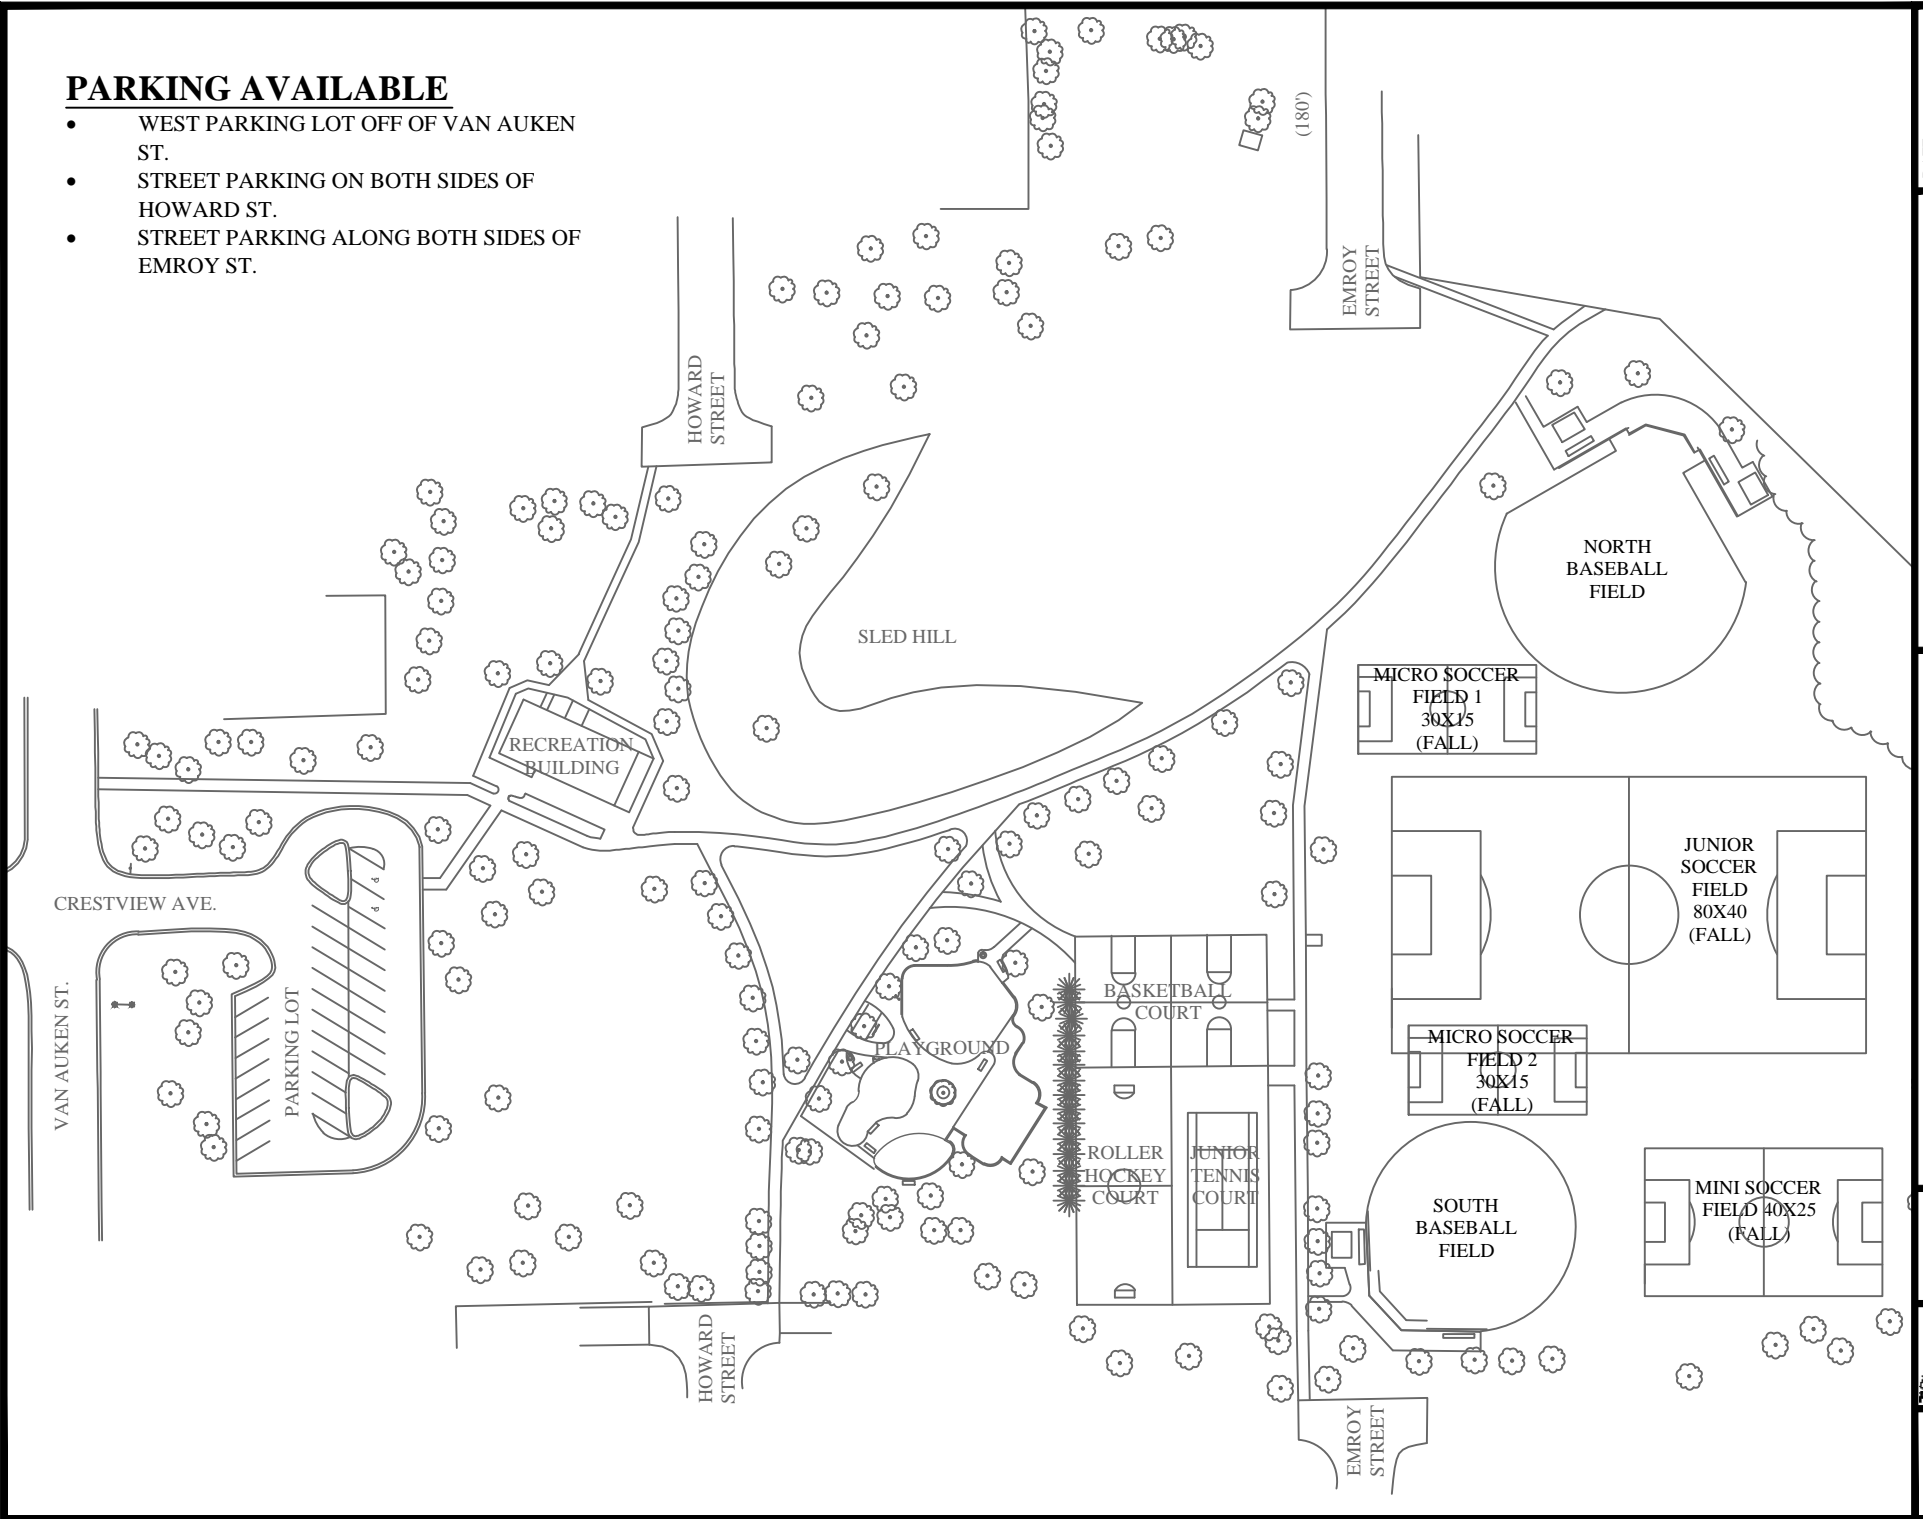 PARKING AVAILABLE
• WEST PARKING LOT OFF OF VAN AUKEN
ST.
• STREET PARKING ON BOTH SIDES OF
HOWARD ST.
• STREET PARKING ALONG BOTH SIDES OF
EMROY ST.
(180')
EMROY
STREET
HOWARD
STREET
NORTH
BASEBALL
FIELD
SLED HILL
MICRO SOCCER
FIELD 1
30X15
(FALL)
RECREATION
BUILDING
JUNIOR
SOCCER
FIELD
80X40
(FALL)
CRESTVIEW AVE.
VAN AUKEN ST.
PARKING LOT
BASKETBALL
COURT
PLAYGROUND
MICRO SOCCER
FIELD 2
30X15
(FALL)
ROLLER
HOCKEY
COURT
JUNIOR
TENNIS
COURT
SOUTH
BASEBALL
FIELD
MINI SOCCER
FIELD 40X25
(FALL)
HOWARD
STREET
EMROY
STREET